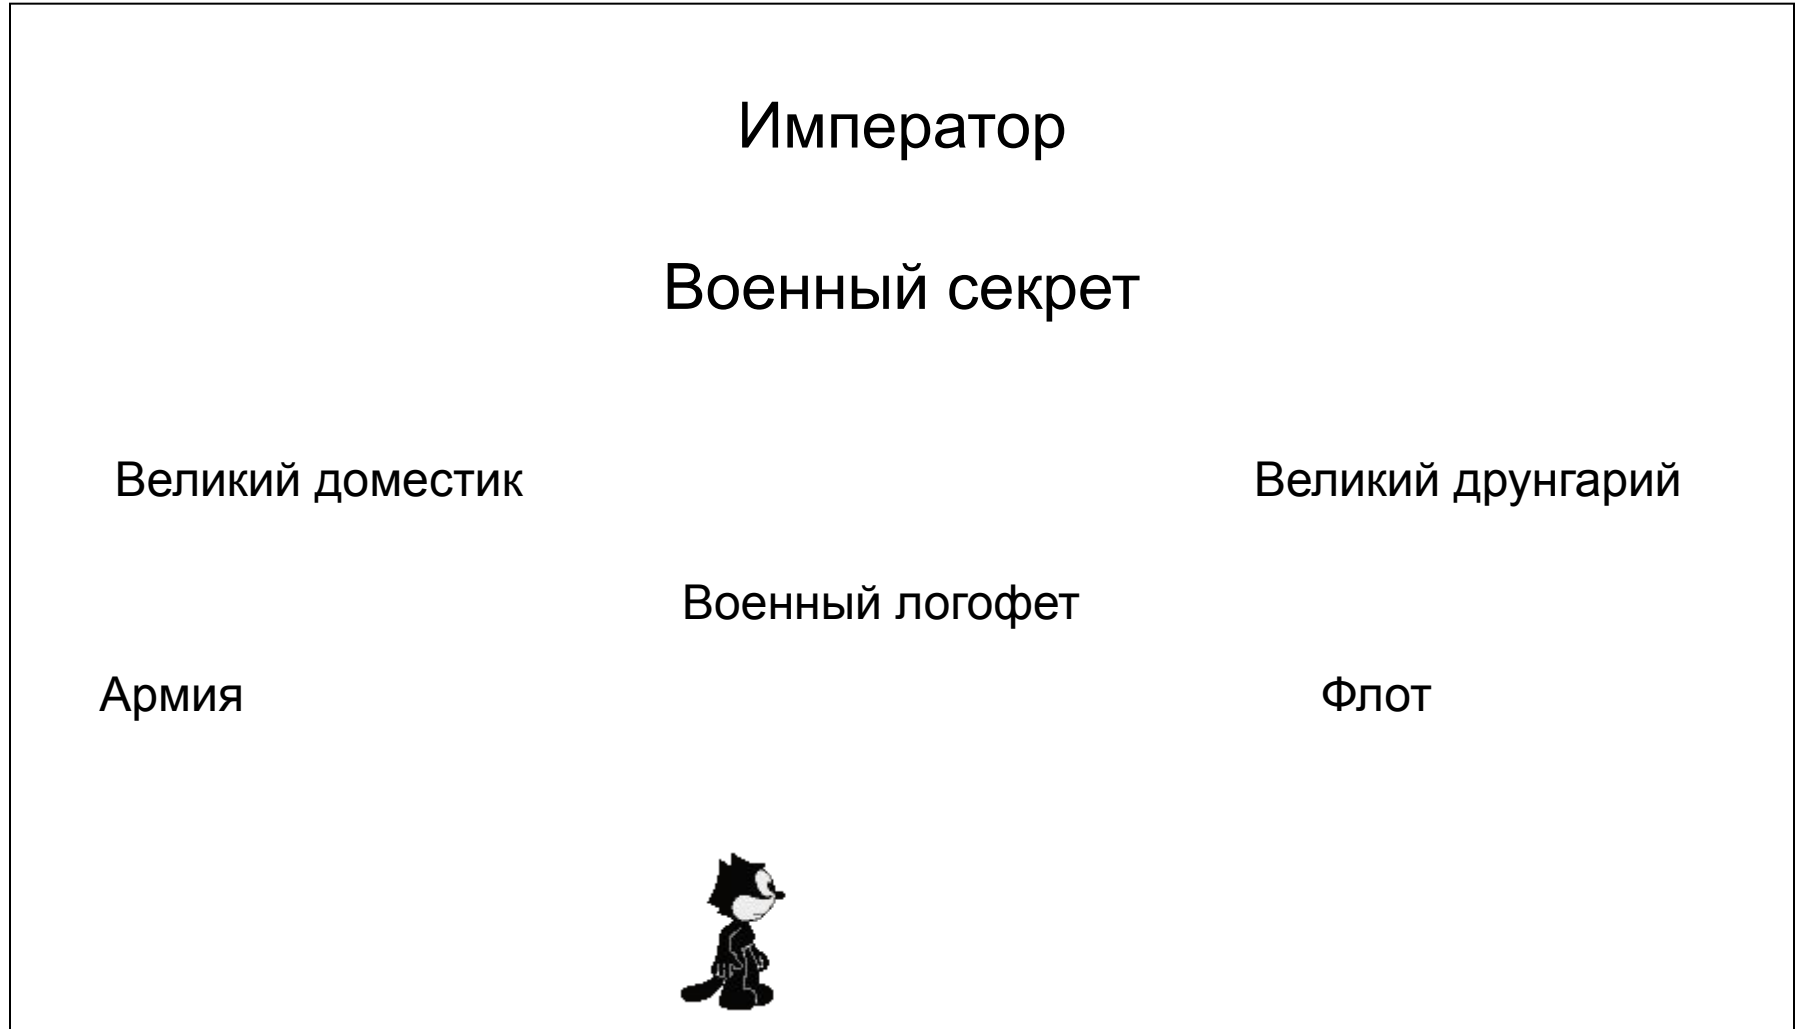 Император
Военный секрет
Великий доместик
Великий друнгарий
Военный логофет
Армия
Флот